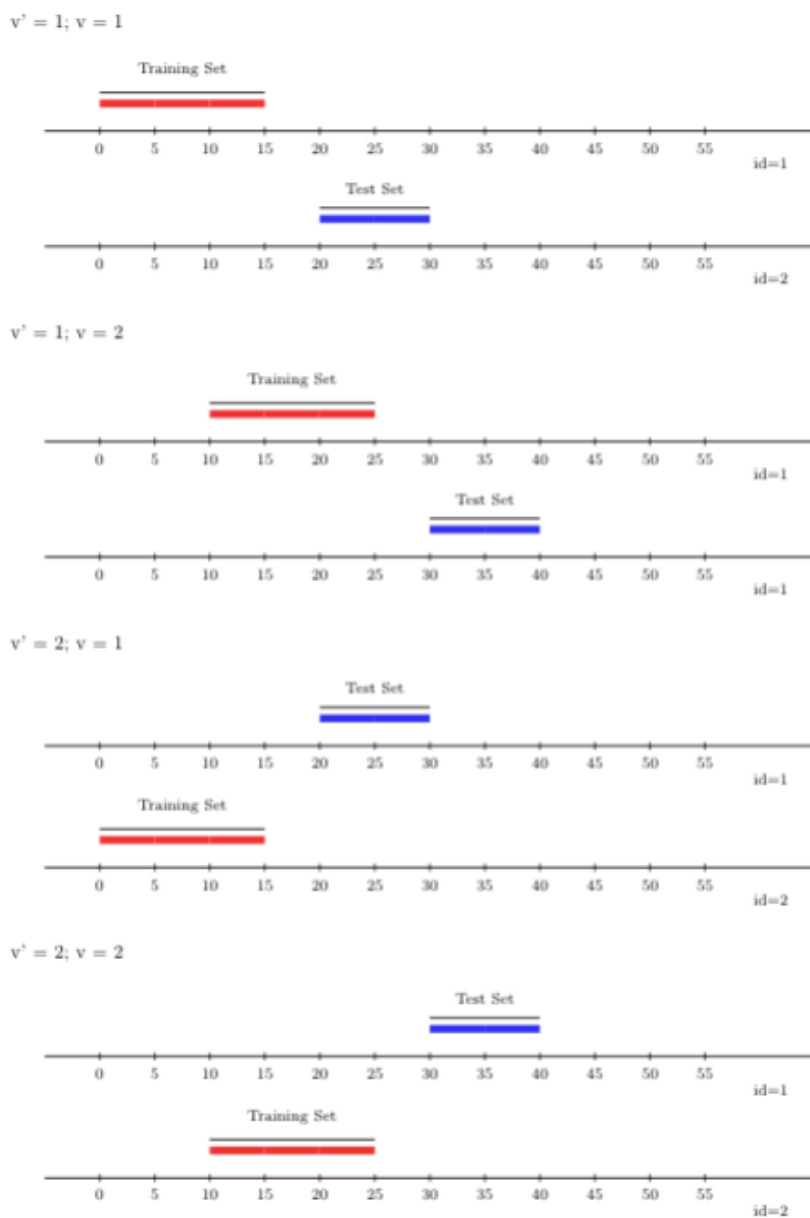 v' = 1; v = 1
Training Set
0 5 10 15 20 25 30 35 40 45 50 55
id=1
Test Set
0 5 10 15 20 25 30 35 40 45 50 55
id=2
v' = 1; v = 2
Training Set
0 5 10 15 20 25 30 35 40 45 50 55
id=1
Test Set
0 5 10 15 20 25 30 35 40 45 50 55
id=1
v' = 2; v = 1
Test Set
0 5 10 15 20 25 30 35 40 45 50 55
id=1
Training Set
0 5 10 15 20 25 30 35 40 45 50 55
id=2
v' = 2; v = 2
Test Set
0 5 10 15 20 25 30 35 40 45 50 55
id=1
Training Set
0 5 10 15 20 25 30 35 40 45 50 55
id=2